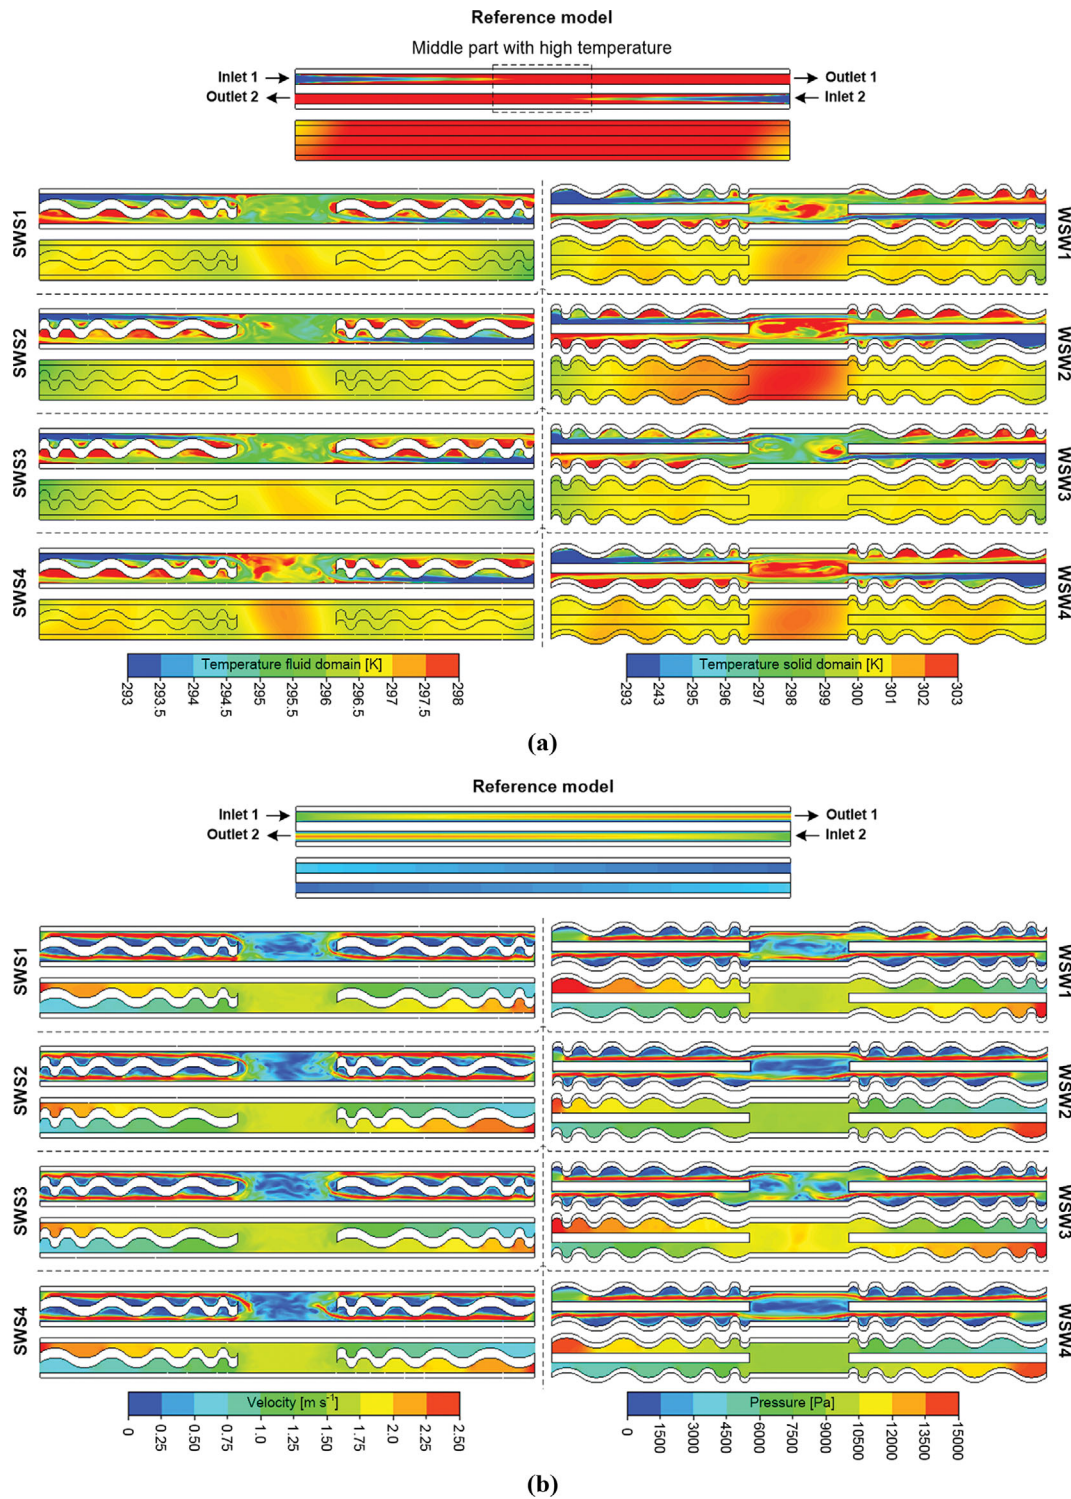 Reference model
Middle part with high temperature
Inlet 1
Outlet 1
Outlet 2
Inlet 2
SWS1
WSW1
SWS2
WSW2
SWS3
WSW3
SWS4
WSW4
Temperature fluid domain [K]
293
293.5
294
294.5
295
295.5
296
296.5
297
297.5
298
Temperature solid domain [K]
293
243
295
296
297
298
299
300
301
302
303
(a)
Reference model
Inlet 1
Outlet 1
Outlet 2
Inlet 2
SWS1
WSW1
SWS2
WSW2
SWS3
WSW3
SWS4
WSW4
Velocity [m s⁻¹]
0
0.25
0.50
0.75
1.0
1.25
1.50
1.75
2.0
2.25
2.50
Pressure [Pa]
0
1500
3000
4500
6000
7500
9000
10500
12000
13500
15000
(b)